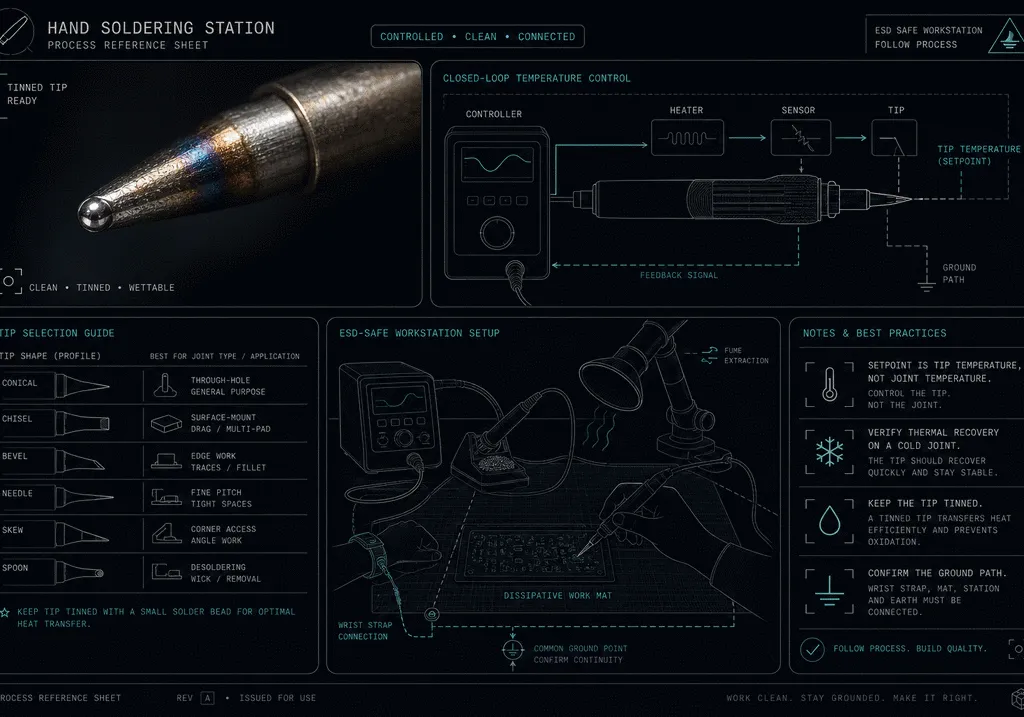 HAND SOLDERING STATION
PROCESS REFERENCE SHEET
CONTROLLED • CLEAN • CONNECTED
ESD SAFE WORKSTATION
FOLLOW PROCESS
TINNED TIP
READY
CLEAN • TINNED • WETTABLE
CLOSED-LOOP TEMPERATURE CONTROL
CONTROLLER
HEATER
SENSOR
TIP
TIP TEMPERATURE
(SETPOINT)
FEEDBACK SIGNAL
GROUND
PATH
TIP SELECTION GUIDE
TIP SHAPE (PROFILE)
BEST FOR JOINT TYPE / APPLICATION
CONICAL
THROUGH-HOLE
GENERAL PURPOSE
CHISEL
SURFACE-MOUNT
DRAG / MULTI-PAD
BEVEL
EDGE WORK
TRACES / FILLET
NEEDLE
FINE PITCH
TIGHT SPACES
SKEW
CORNER ACCESS
ANGLE WORK
SPOON
DESOLDERING
WICK / REMOVAL
KEEP TIP TINNED WITH A SMALL SOLDER BEAD FOR OPTIMAL
HEAT TRANSFER.
ESD-SAFE WORKSTATION SETUP
FUME
EXTRACTION
DISSIPATIVE WORK MAT
WRIST STRAP
CONNECTION
COMMON GROUND POINT
CONFIRM CONTINUITY
NOTES & BEST PRACTICES
SETPOINT IS TIP TEMPERATURE,
NOT JOINT TEMPERATURE.
CONTROL THE TIP.
NOT THE JOINT.
VERIFY THERMAL RECOVERY
ON A COLD JOINT.
THE TIP SHOULD RECOVER
QUICKLY AND STAY STABLE.
KEEP THE TIP TINNED.
A TINNED TIP TRANSFERS HEAT
EFFICIENTLY AND PREVENTS
OXIDATION.
CONFIRM THE GROUND PATH.
WRIST STRAP, MAT, STATION
AND EARTH MUST BE
CONNECTED.
FOLLOW PROCESS. BUILD QUALITY.
PROCESS REFERENCE SHEET
REV A • ISSUED FOR USE
WORK CLEAN. STAY GROUNDED. MAKE IT RIGHT.